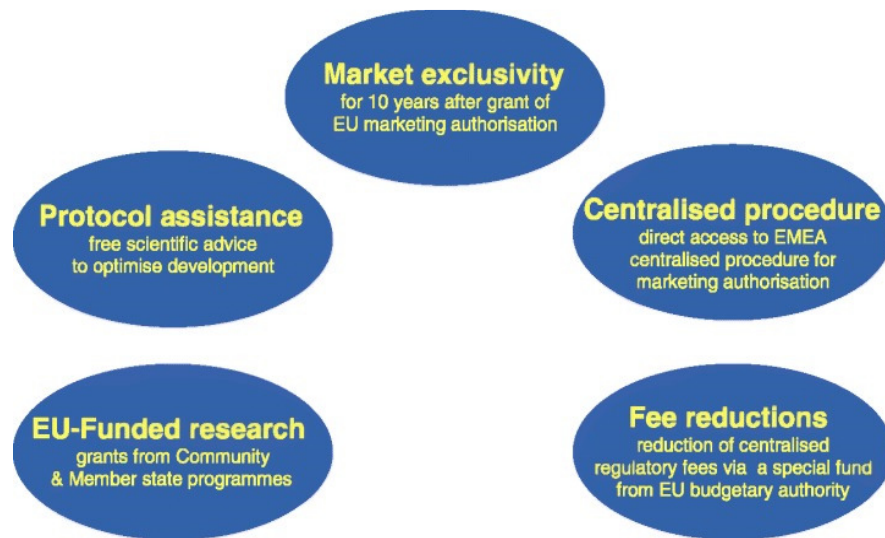 Market exclusivity
for 10 years after grant of
EU marketing authorisation
Protocol assistance
free scientific advice
to optimise development
Centralised procedure
direct access to EMEA
centralised procedure for
marketing authorisation
EU-Funded research
grants from Community
& Member state programmes
Fee reductions
reduction of centralised
regulatory fees via a special fund
from EU budgetary authority